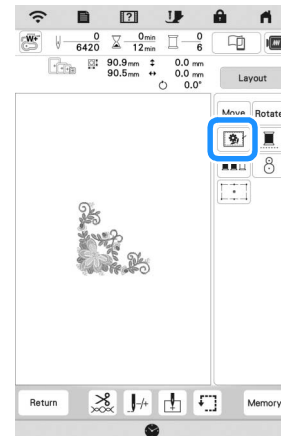 W+
0
6420
0min
12min
0
6
90.9mm
0.0 mm
90.5mm
0.0 mm
0.0°
Layout
Move
Rotate
Return
Memory